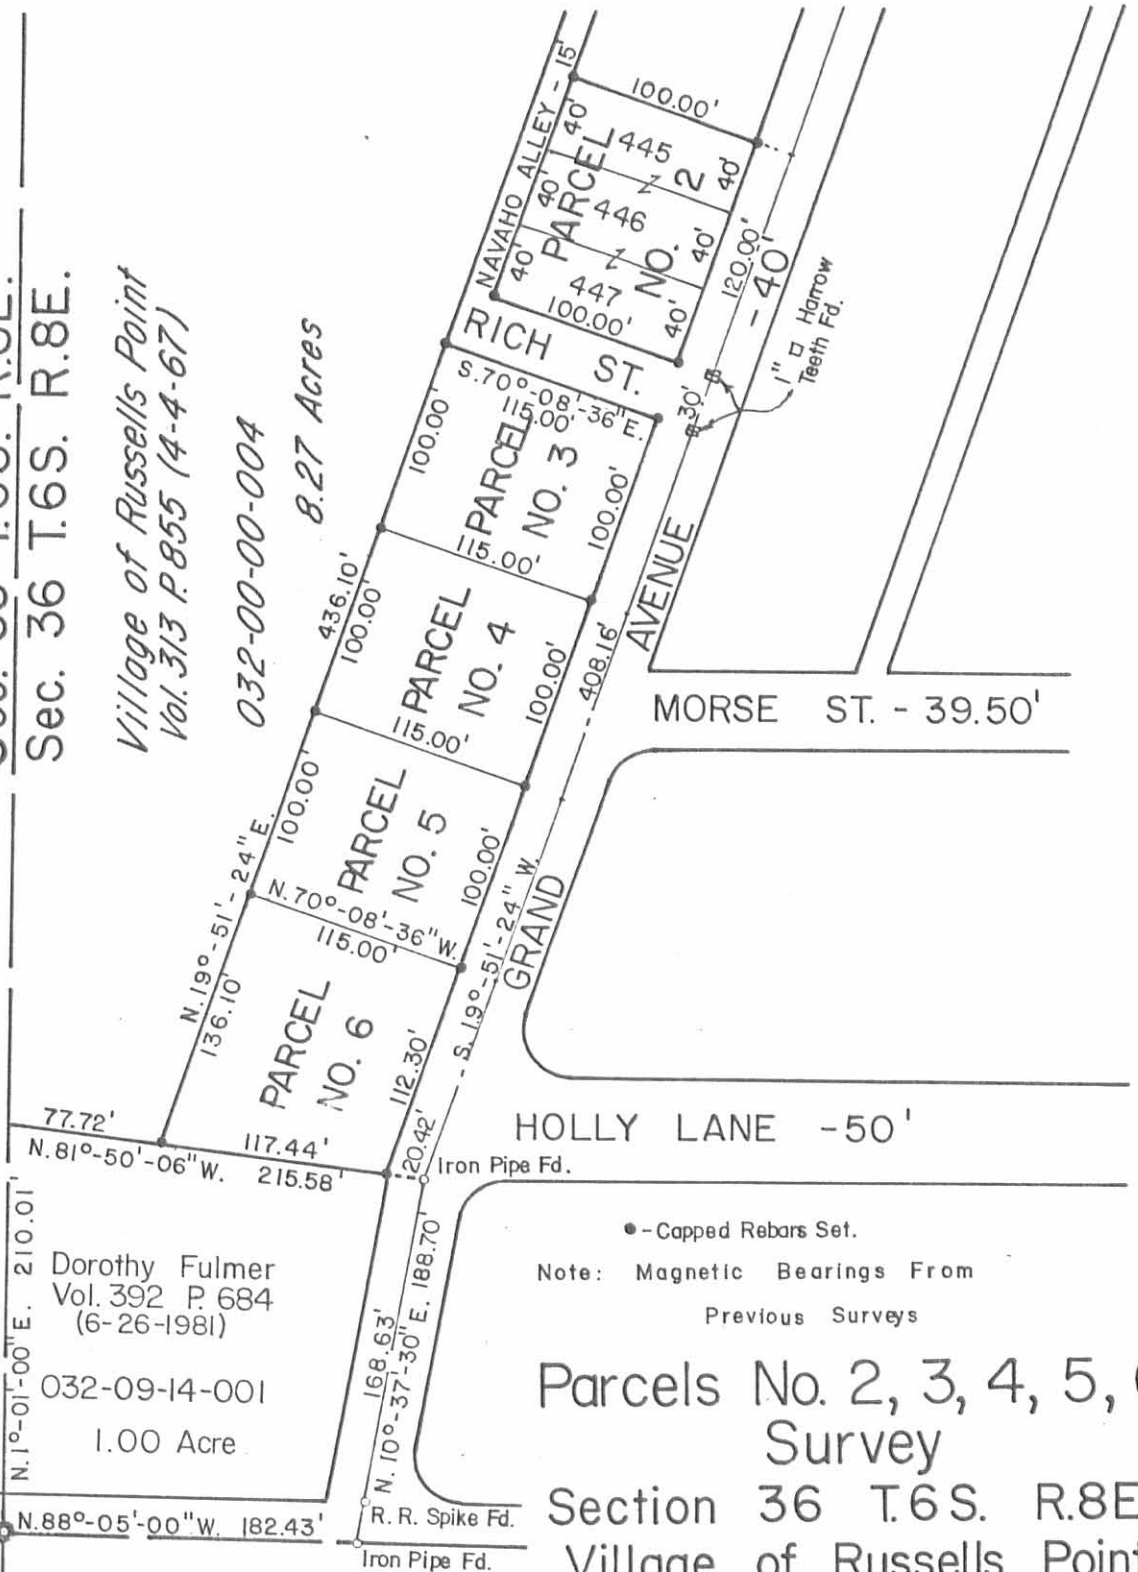 Sec. 36 T.6S. R.8E.
Village of Russells Point
Vol. 313 P. 855 (4-4-67)
032-00-00-004
8.27 Acres
NAVAHO ALLEY - 15'
100.00'
40'
445
40'
40'
446
40'
40'
447
40'
PARCEL NO. 2
100.00'
120.00'
- 40'
1" □ Harrow
Teeth Fd.
30'
RICH ST.
S. 70°-08'-36" E.
115.00'
100.00'
PARCEL
NO. 3
100.00'
115.00'
436.10'
100.00'
PARCEL
NO. 4
100.00'
408.16'
AVENUE
MORSE ST. - 39.50'
115.00'
100.00'
PARCEL
NO. 5
100.00'
N. 19°-51'-24" E.
N. 70°-08'-36" W.
115.00'
S. 19°-51'-24" W.
GRAND
136.10'
PARCEL
NO. 6
112.30'
20.42'
HOLLY LANE - 50'
77.72'
117.44'
N. 81°-50'-06" W.
215.58'
Iron Pipe Fd.
N. 1°-01'-00" E. 210.01'
Dorothy Fulmer
Vol. 392 P. 684
(6-26-1981)
032-09-14-001
1.00 Acre
168.63'
N. 10°-37'-30" E. 188.70'
●-Capped Rebars Set.
Note: Magnetic Bearings From
Previous Surveys
Parcels No. 2, 3, 4, 5,
Survey
Section 36 T.6S. R.8E
Village of Russells Point
R. R. Spike Fd.
N. 88°-05'-00" W. 182.43'
Iron Pipe Fd.